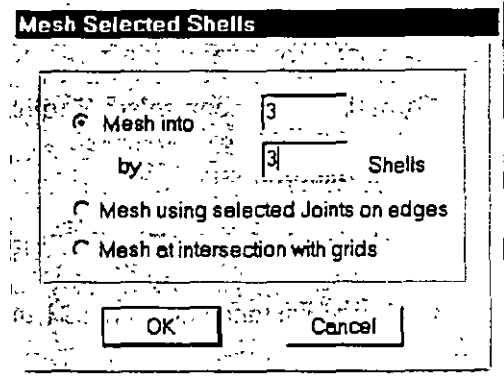 Mesh Selected Shells
Mesh into 3
by 3 Shells
Mesh using selected Joints on edges
Mesh at intersection with grids
OK Cancel